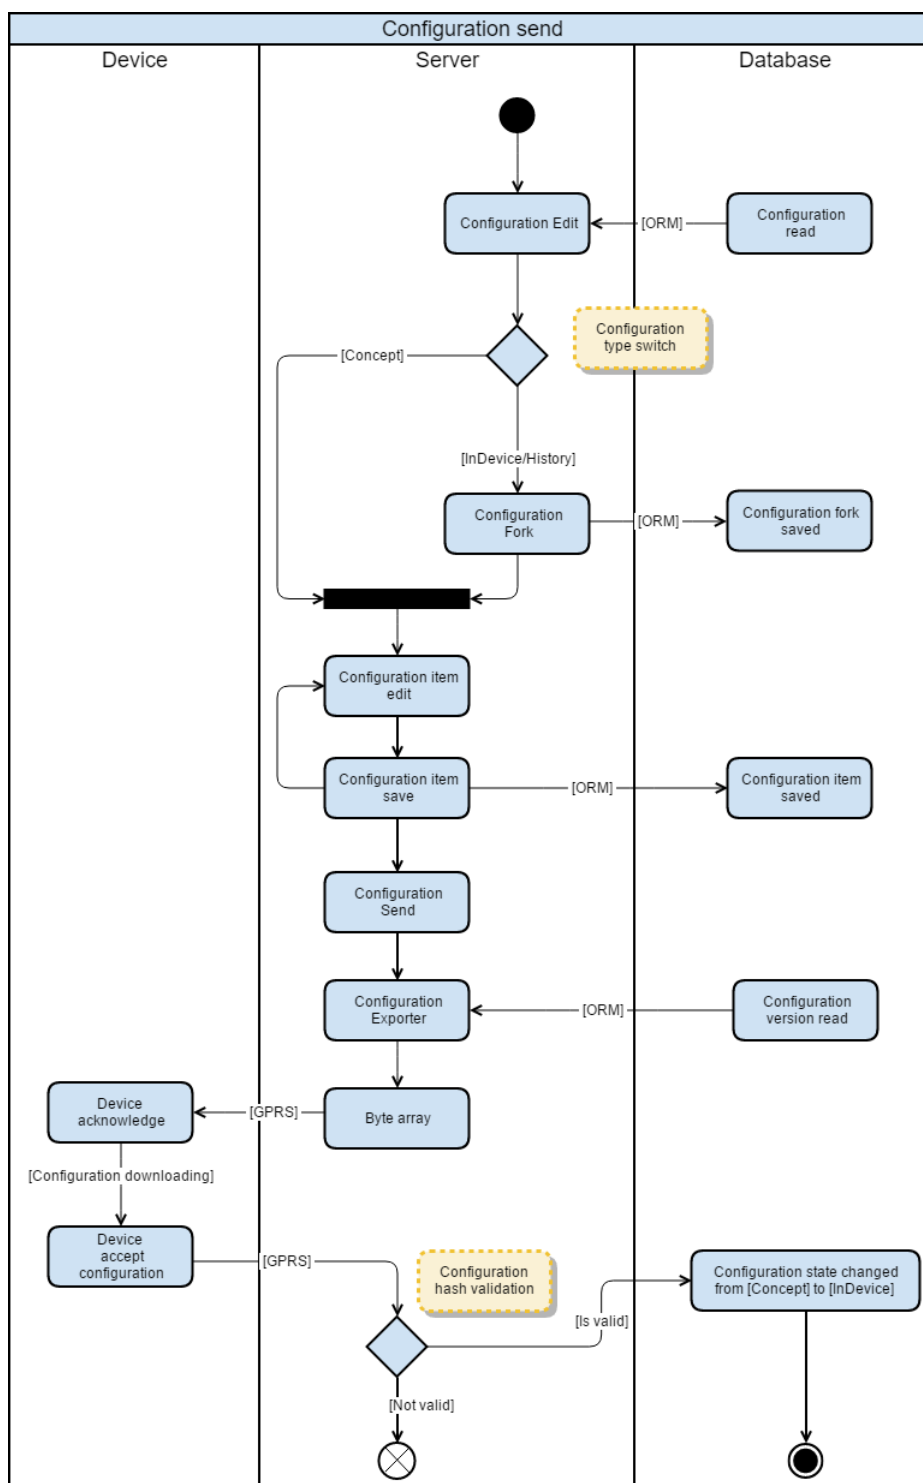 Configuration send
Device
Server
Database
Configuration Edit
[ORM]
Configuration
read
Configuration
type switch
[Concept]
[InDevice/History]
Configuration
Fork
[ORM]
Configuration fork
saved
Configuration item
edit
Configuration item
save
[ORM]
Configuration item
saved
Configuration
Send
Configuration
Exporter
[ORM]
Configuration
version read
Device
acknowledge
[GPRS]
Byte array
[Configuration downloading]
Device
accept
configuration
[GPRS]
Configuration
hash validation
Configuration state changed
from [Concept] to [InDevice]
[Is valid]
[Not valid]